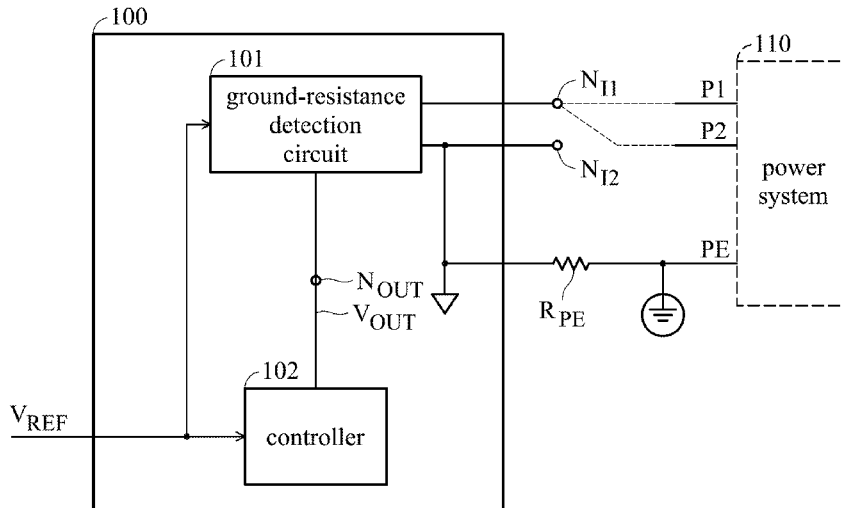 100
101
ground-resistance
detection
circuit
N_I1
N_I2
110
P1
P2
power
system
PE
R_PE
N_OUT
V_OUT
102
controller
V_REF